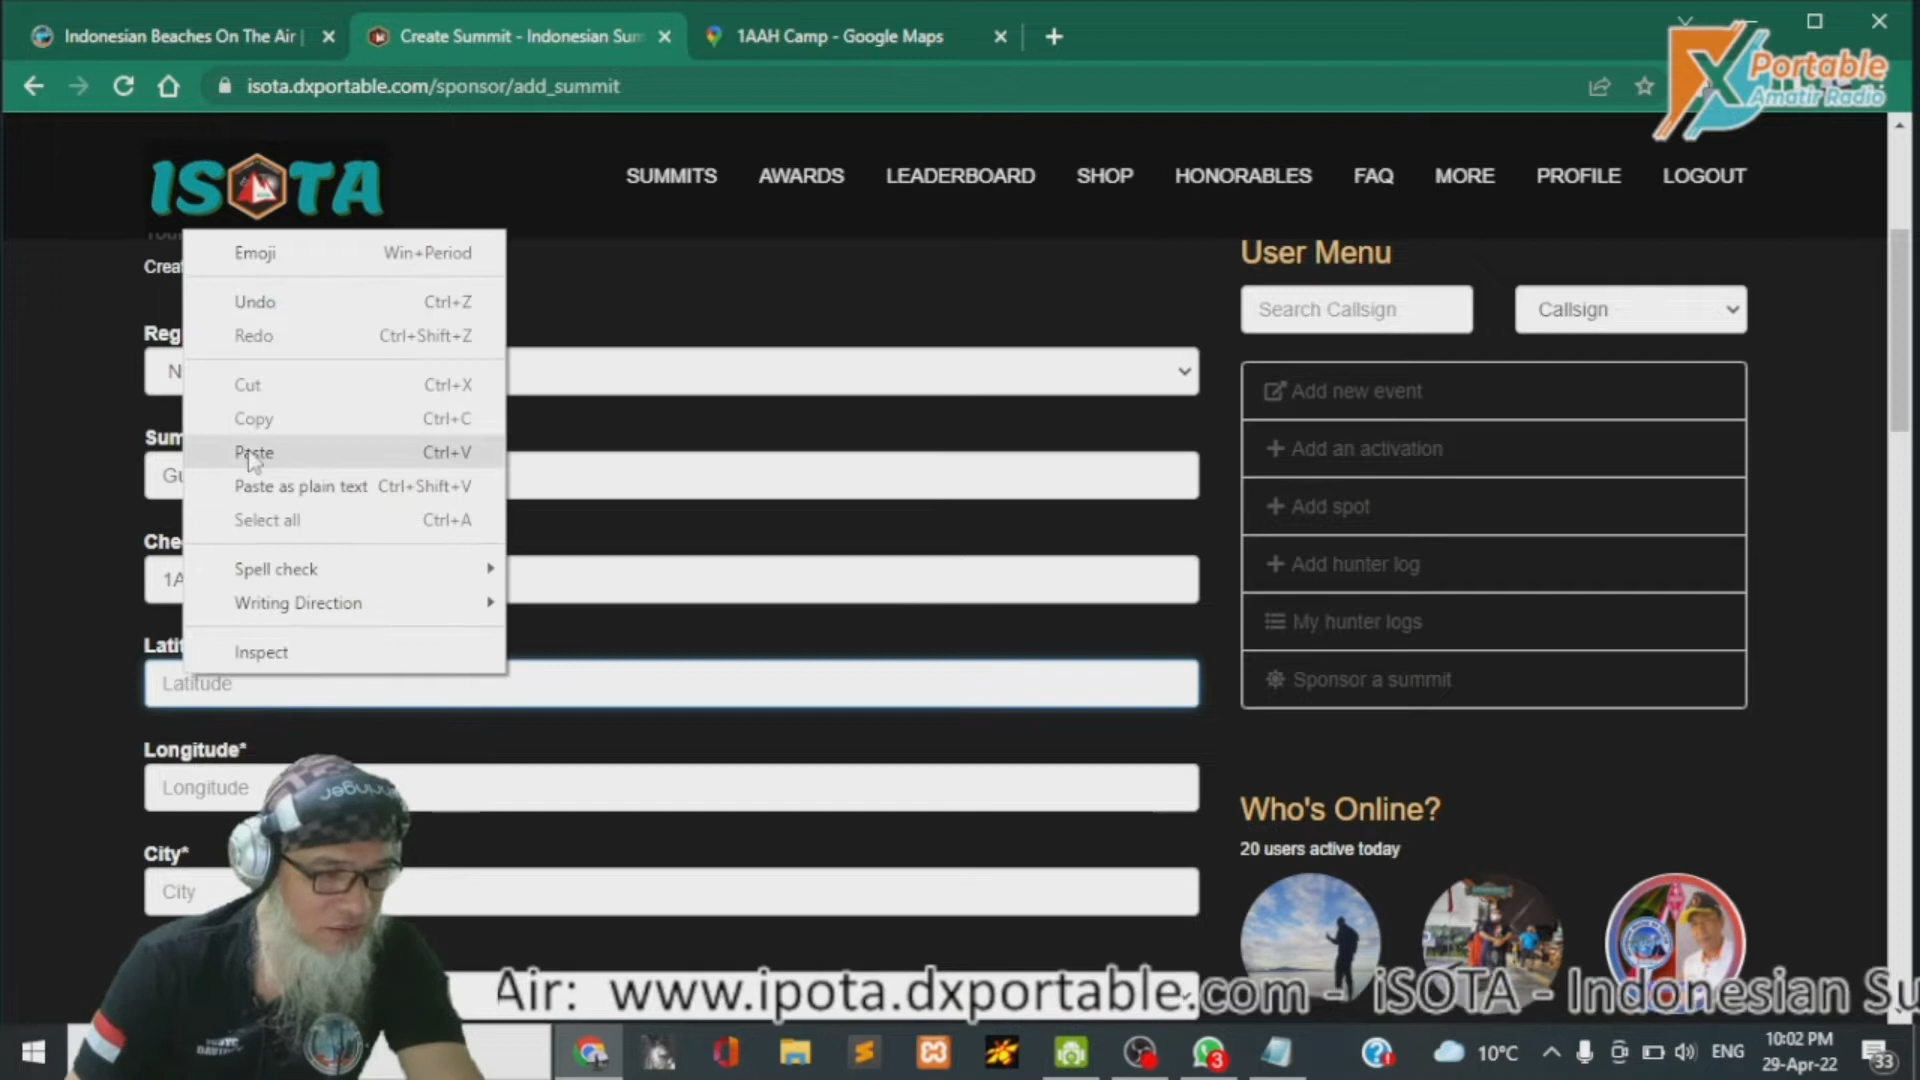 Indonesian Beaches On The Air |
Create Summit - Indonesian Sum
1AAH Camp - Google Maps
isota.dxportable.com/sponsor/add_summit
Portable
Amatir Radio
ISOTA
SUMMITS AWARDS LEADERBOARD SHOP HONORABLES FAQ MORE PROFILE LOGOUT
Emoji Win+Period
Undo Ctrl+Z
Redo Ctrl+Shift+Z
Cut Ctrl+X
Copy Ctrl+C
Paste Ctrl+V
Paste as plain text Ctrl+Shift+V
Select all Ctrl+A
Spell check
Writing Direction
Inspect
Crea
Reg
N
Sum
Gu
Che
1A
Lati
Latitude
Longitude*
Longitude
City*
City
User Menu
Search Callsign
Callsign
Add new event
Add an activation
Add spot
Add hunter log
My hunter logs
Sponsor a summit
Who's Online?
20 users active today
Air: www.ipota.dxportable.com - iSOTA - Indonesian Su
3
10°C
ENG
10:02 PM
29-Apr-22
33